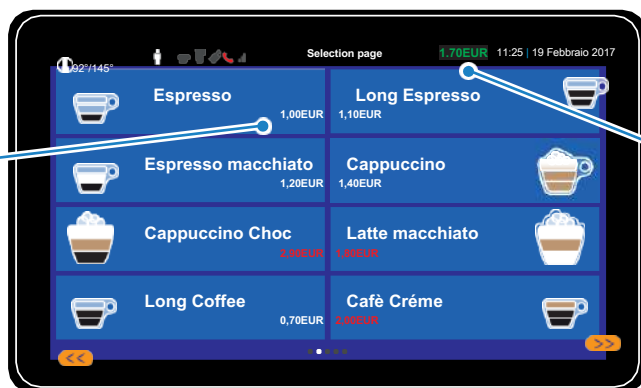 Selection page 1.70EUR 11:25 | 19 Febbraio 2017
92°/145°
Espresso
1,00EUR
Long Espresso
1,10EUR
Espresso macchiato
1,20EUR
Cappuccino
1,40EUR
Cappuccino Choc
2,00EUR
Latte macchiato
1,80EUR
Long Coffee
0,70EUR
Cafè Créme
2,00EUR
<< >>